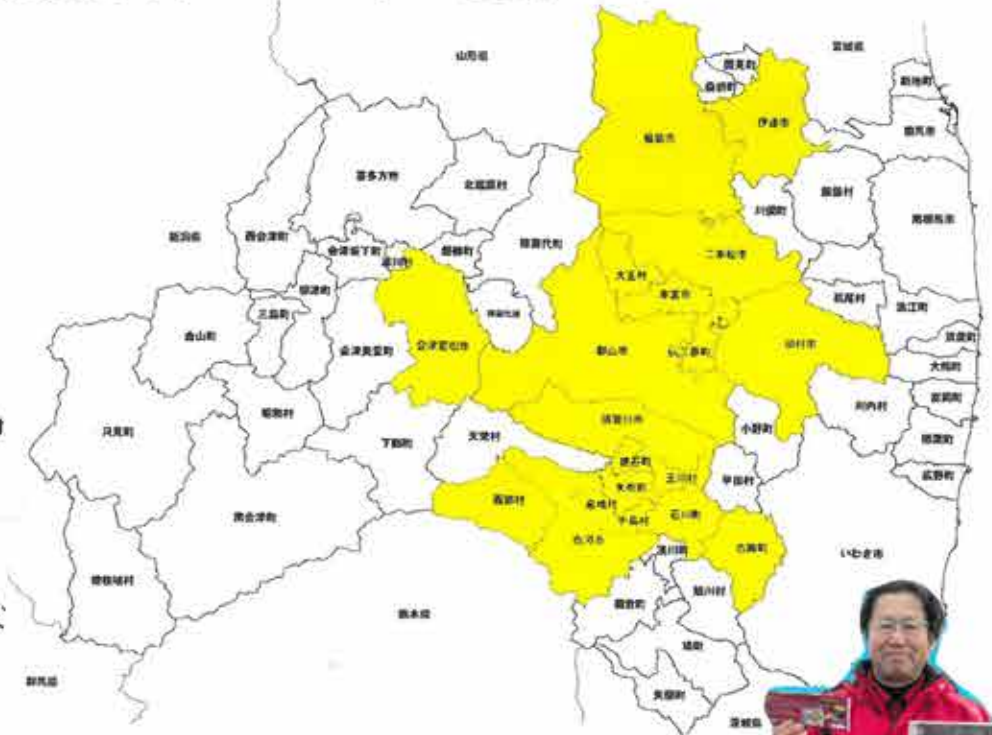 山形県
宮城県
国見町
桑折町
新地町
伊達市
相馬市
福島市
喜多方市
北塩原村
飯舘村
川俣町
南相馬市
新潟県
西会津町
会津坂下町
湯川村
磐梯町
猪苗代町
二本松市
大玉村
本宮市
柳津町
三島町
葛尾村
浪江町
金山町
会津美里町
会津若松市
郡山市
三春町
田村市
双葉町
大熊町
昭和村
川内村
富岡町
只見町
下郷町
天栄村
須賀川市
小野町
楢葉町
鏡石町
玉川村
平田村
広野町
南会津町
西郷村
矢吹町
泉崎村
中島村
石川町
白河市
古殿町
浅川町
いわき市
檜枝岐村
棚倉町
鮫川村
栃木県
塙町
群馬県
矢祭町
茨城県